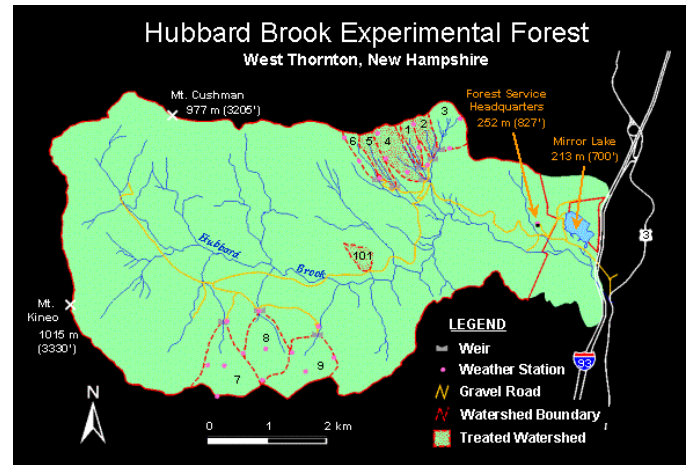 Hubbard Brook Experimental Forest
West Thornton, New Hampshire
Mt. Cushman
977 m (3205')
Forest Service
Headquarters
252 m (827')
Mirror Lake
213 m (700')
6 5 4 1 2 3
Hubbard Brook
101
3
Mt.
Kineo
1015 m
(3330')
7 8 9
N
0 1 2 km
LEGEND
Weir
Weather Station
Gravel Road
Watershed Boundary
Treated Watershed
93